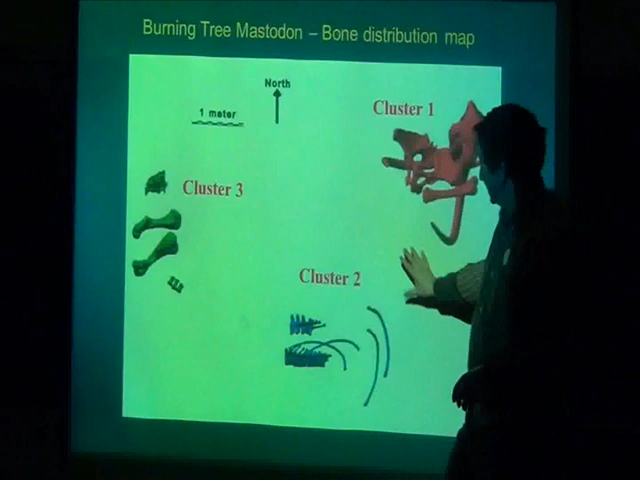 Burning Tree Mastodon – Bone distribution map
North
1 meter
Cluster 1
Cluster 3
Cluster 2